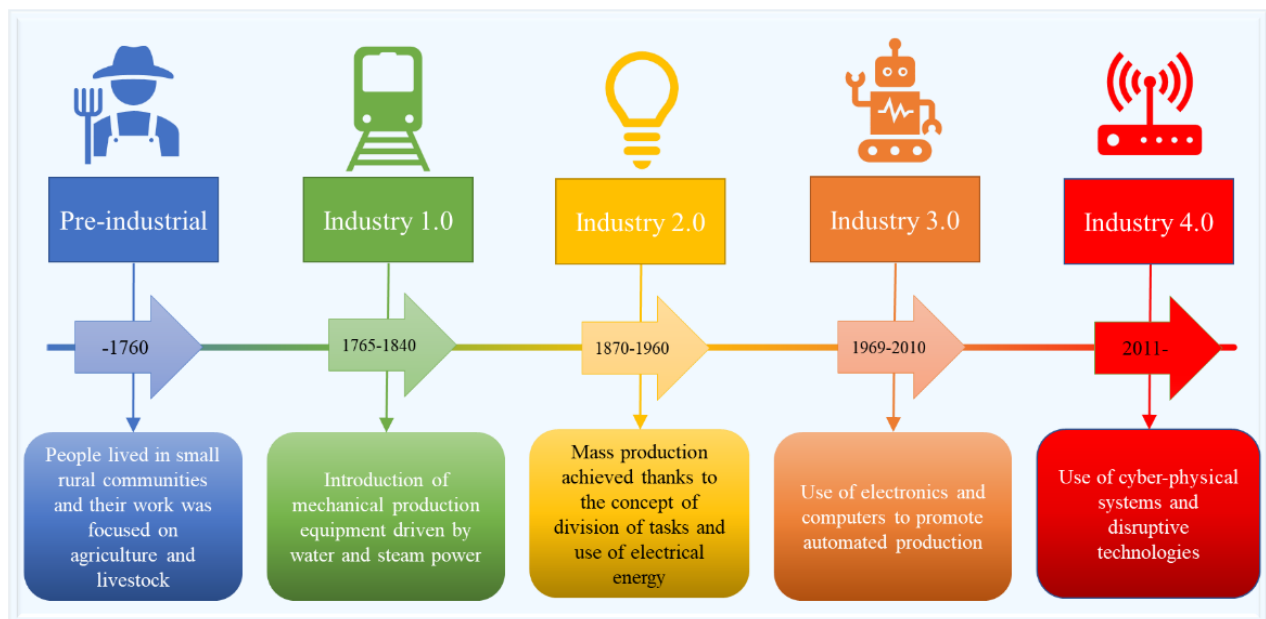 Pre-industrial
Industry 1.0
Industry 2.0
Industry 3.0
Industry 4.0
-1760
1765-1840
1870-1960
1969-2010
2011-
People lived in small
rural communities
and their work was
focused on
agriculture and
livestock
Introduction of
mechanical production
equipment driven by
water and steam power
Mass production
achieved thanks to
the concept of
division of tasks and
use of electrical
energy
Use of electronics and
computers to promote
automated production
Use of cyber-physical
systems and
disruptive
technologies